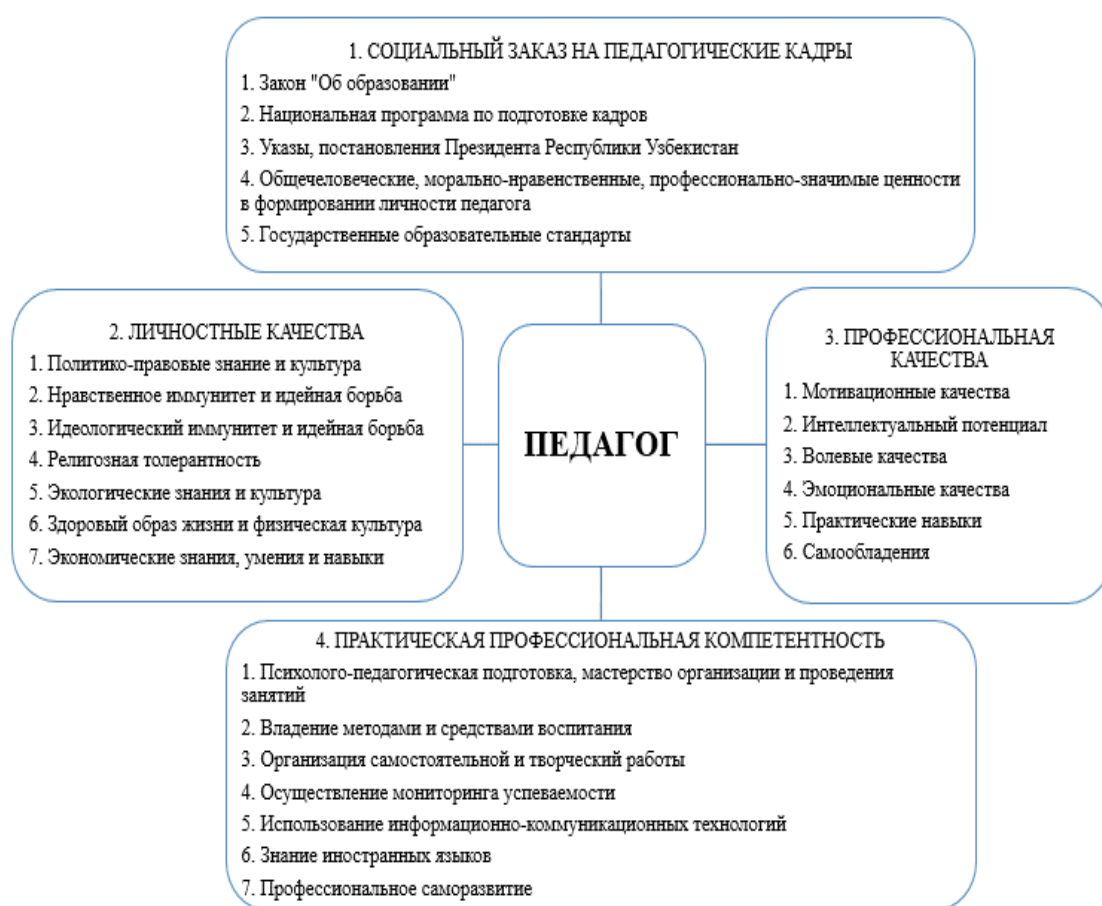 1. СОЦИАЛЬНЫЙ ЗАКАЗ НА ПЕДАГОГИЧЕСКИЕ КАДРЫ
1. Закон "Об образовании"
2. Национальная программа по подготовке кадров
3. Указы, постановления Президента Республики Узбекистан
4. Общечеловеческие, морально-нравенственные, профессионально-значимые ценности
в формировании личности педагога
5. Государственные образовательные стандарты
2. ЛИЧНОСТНЫЕ КАЧЕСТВА
1. Политико-правовые знание и культура
2. Нравственное иммунитет и идейная борьба
3. Идеологический иммунитет и идейная борьба
4. Религозная толерантность
5. Экологические знания и культура
6. Здоровый образ жизни и физическая культура
7. Экономические знания, умения и навыки
ПЕДАГОГ
3. ПРОФЕССИОНАЛЬНАЯ
КАЧЕСТВА
1. Мотивационные качества
2. Интеллектуальный потенциал
3. Волевые качества
4. Эмоциональные качества
5. Практические навыки
6. Самообладения
4. ПРАКТИЧЕСКАЯ ПРОФЕССИОНАЛЬНАЯ КОМПЕТЕНТНОСТЬ
1. Психолого-педагогическая подготовка, мастерство организации и проведения
занятий
2. Владение методами и средствами воспитания
3. Организация самостоятельной и творческий работы
4. Осуществление мониторинга успеваемости
5. Использование информационно-коммуникационных технологий
6. Знание иностранных языков
7. Профессиональное саморазвитие